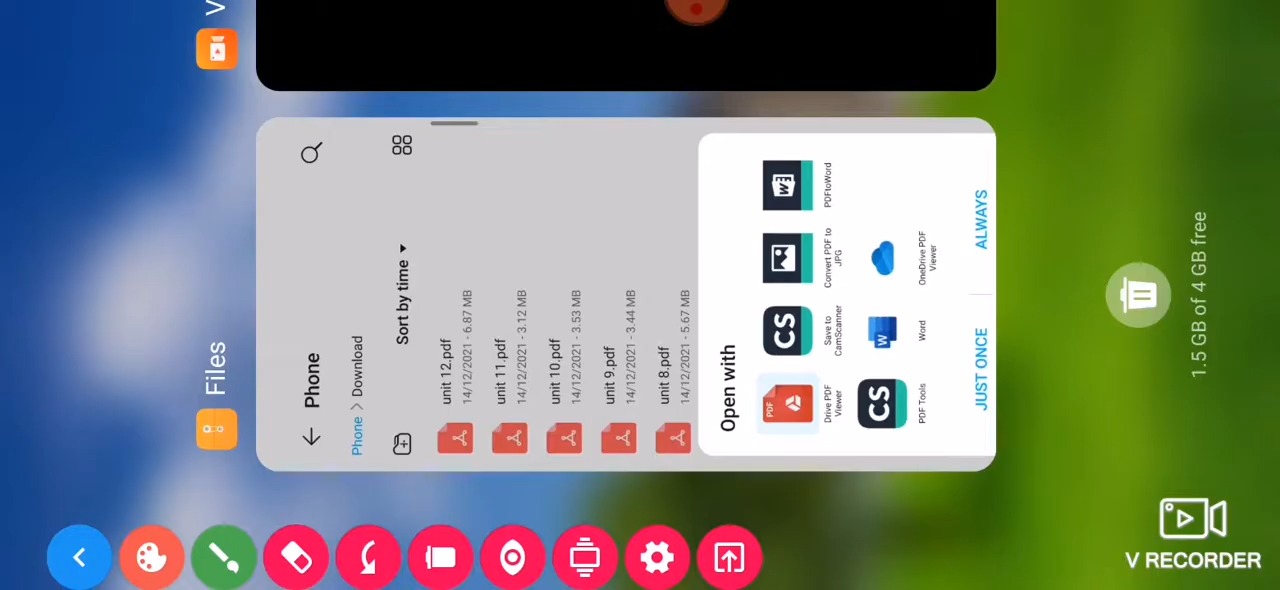 V
Files
Phone
Phone > Download
Sort by time
unit 12.pdf
14/12/2021 - 6.87 MB
unit 11.pdf
14/12/2021 - 3.12 MB
unit 10.pdf
14/12/2021 - 3.53 MB
unit 9.pdf
14/12/2021 - 3.44 MB
unit 8.pdf
14/12/2021 - 5.67 MB
Open with
PDF
CS
W
Drive PDF
Viewer
Save to
CamScanner
Convert PDF to
JPG
PDFtoWord
CS
W
PDF Tools
Word
OneDrive PDF
Viewer
JUST ONCE
ALWAYS
1.5 GB of 4 GB free
V RECORDER